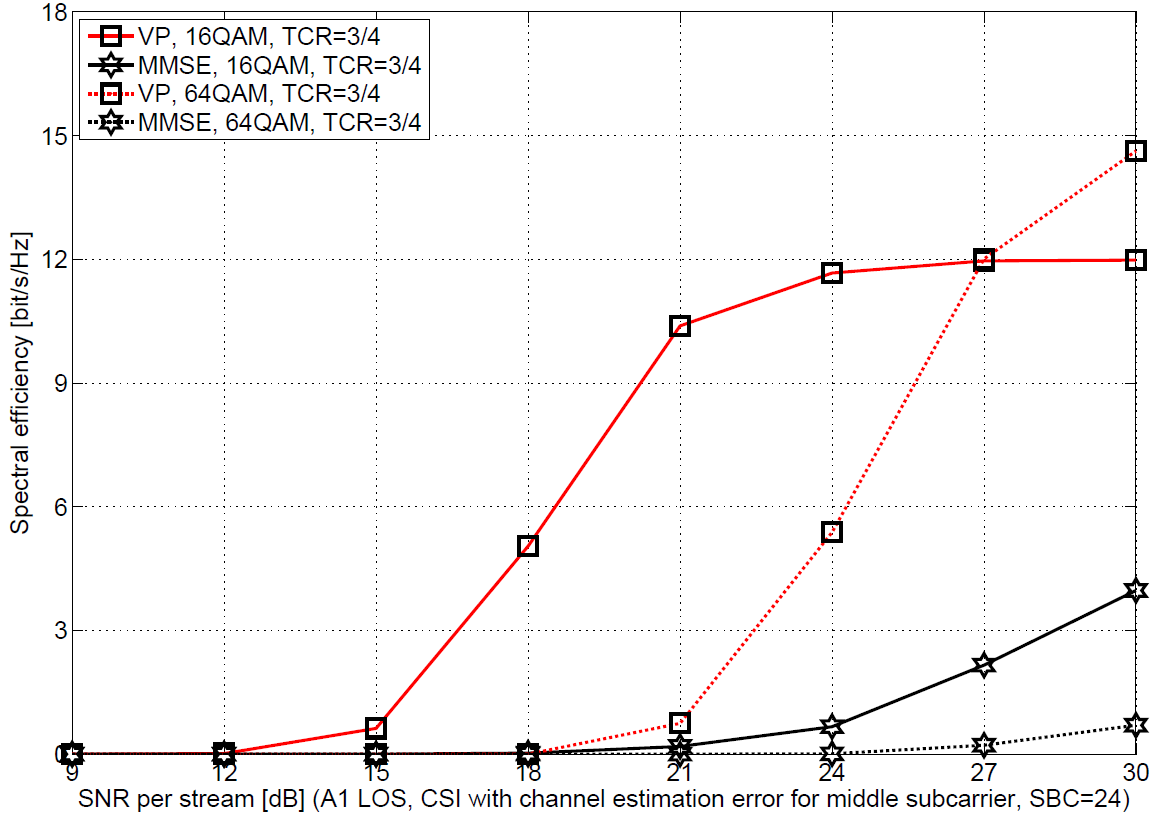 18
VP, 16QAM, TCR=3/4
MMSE, 16QAM, TCR=3/4
VP, 64QAM, TCR=3/4
MMSE, 64QAM, TCR=3/4
15
12
9
6
3
0
Spectral efficiency [bit/s/Hz]
9 12 15 18 21 24 27 30
SNR per stream [dB] (A1 LOS, CSI with channel estimation error for middle subcarrier, SBC=24)